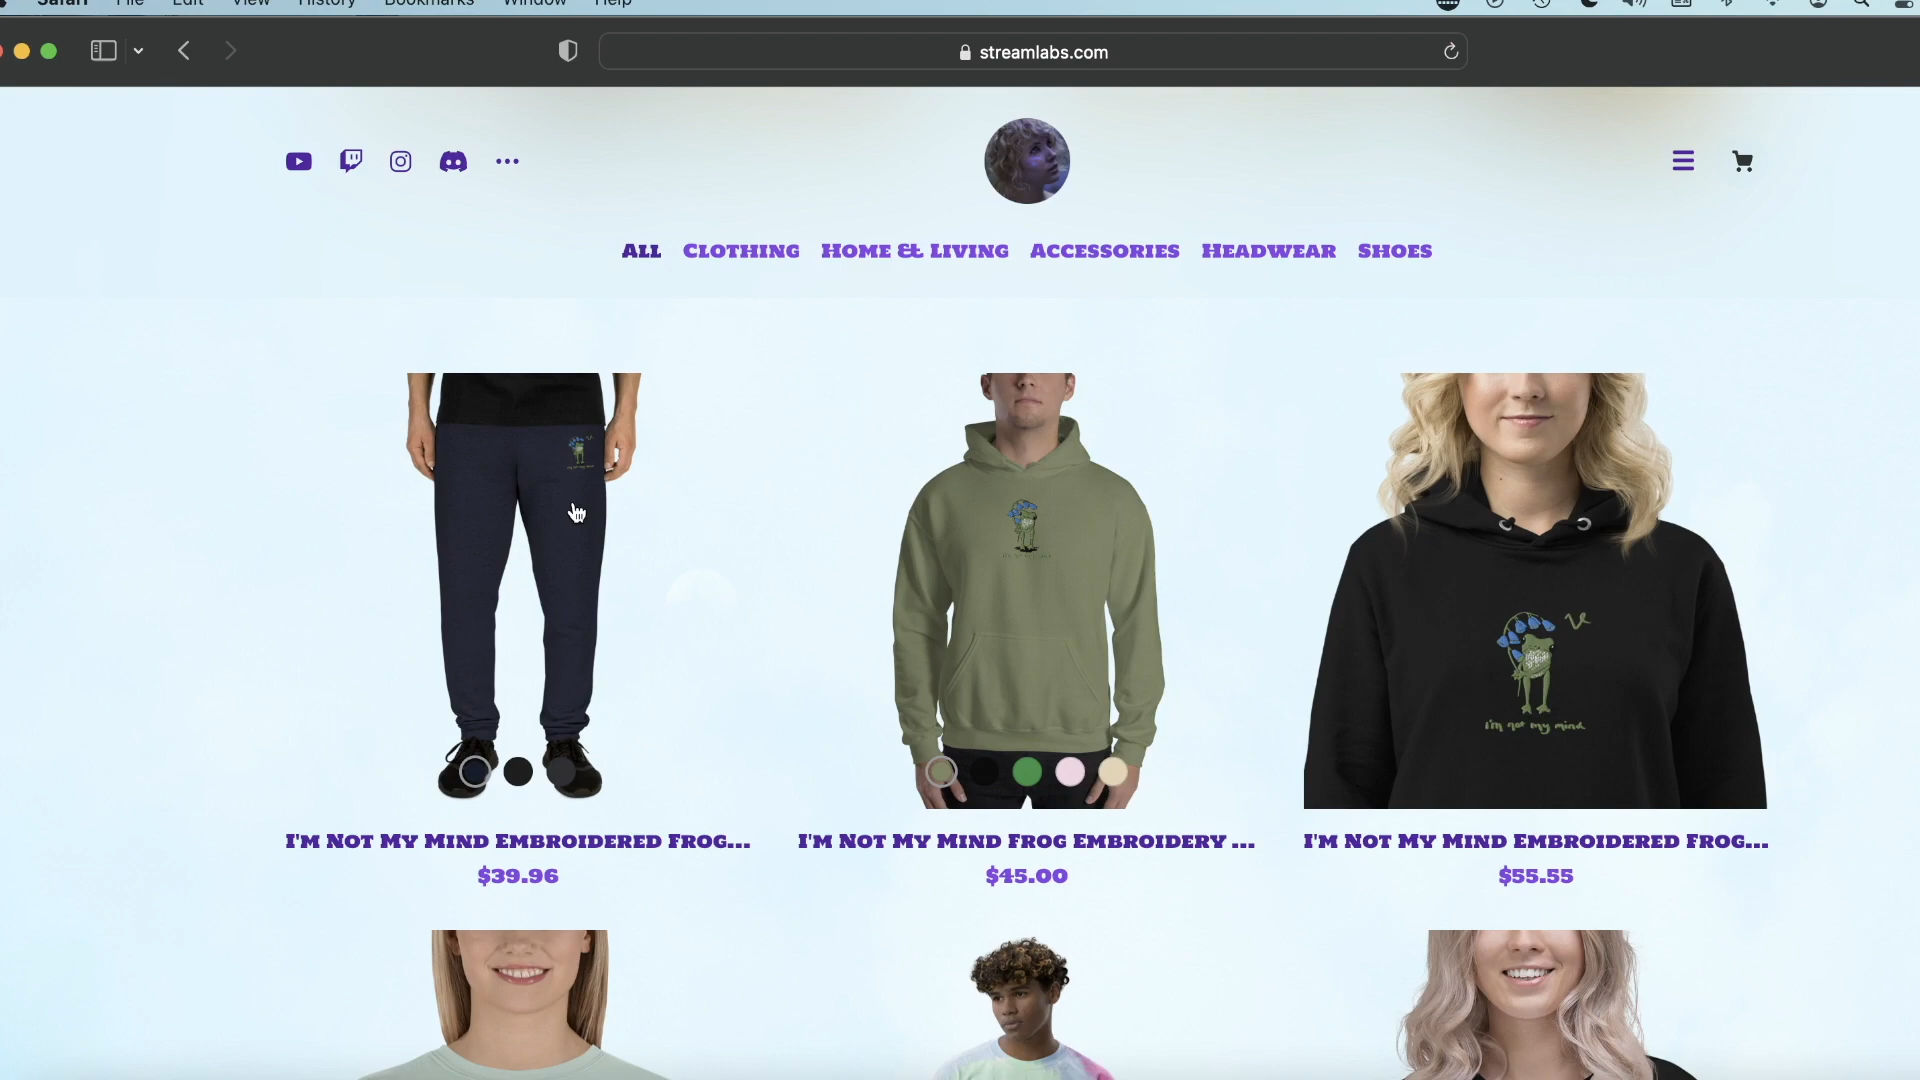 Safari File Edit View History Bookmarks Window Help
streamlabs.com
All Clothing Home & Living Accessories Headwear Shoes
i'm not my mind
I'm Not My Mind Embroidered Frog...
$39.96
I'm Not My Mind Frog Embroidery ...
$45.00
I'm Not My Mind Embroidered Frog...
$55.55